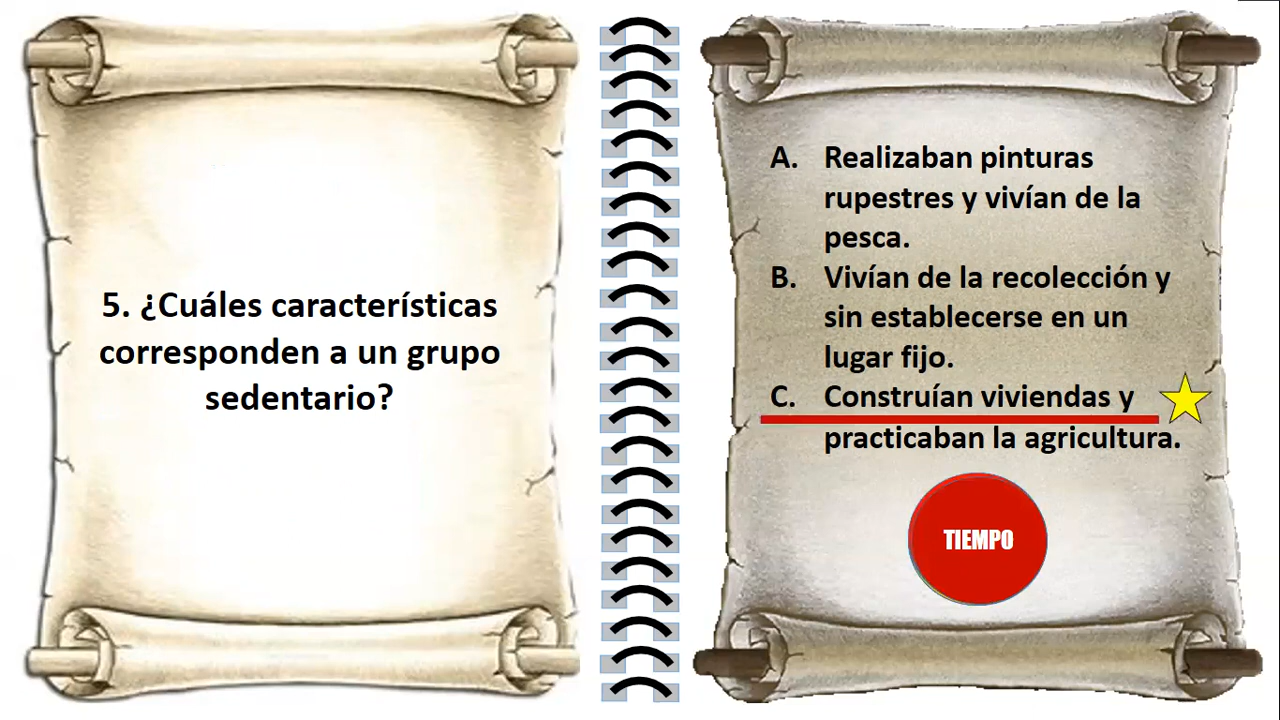 5. ¿Cuáles características
corresponden a un grupo
sedentario?
A. Realizaban pinturas
rupestres y vivían de la
pesca.
B. Vivían de la recolección y
sin establecerse en un
lugar fijo.
C. Construían viviendas y
practicaban la agricultura.
TIEMPO